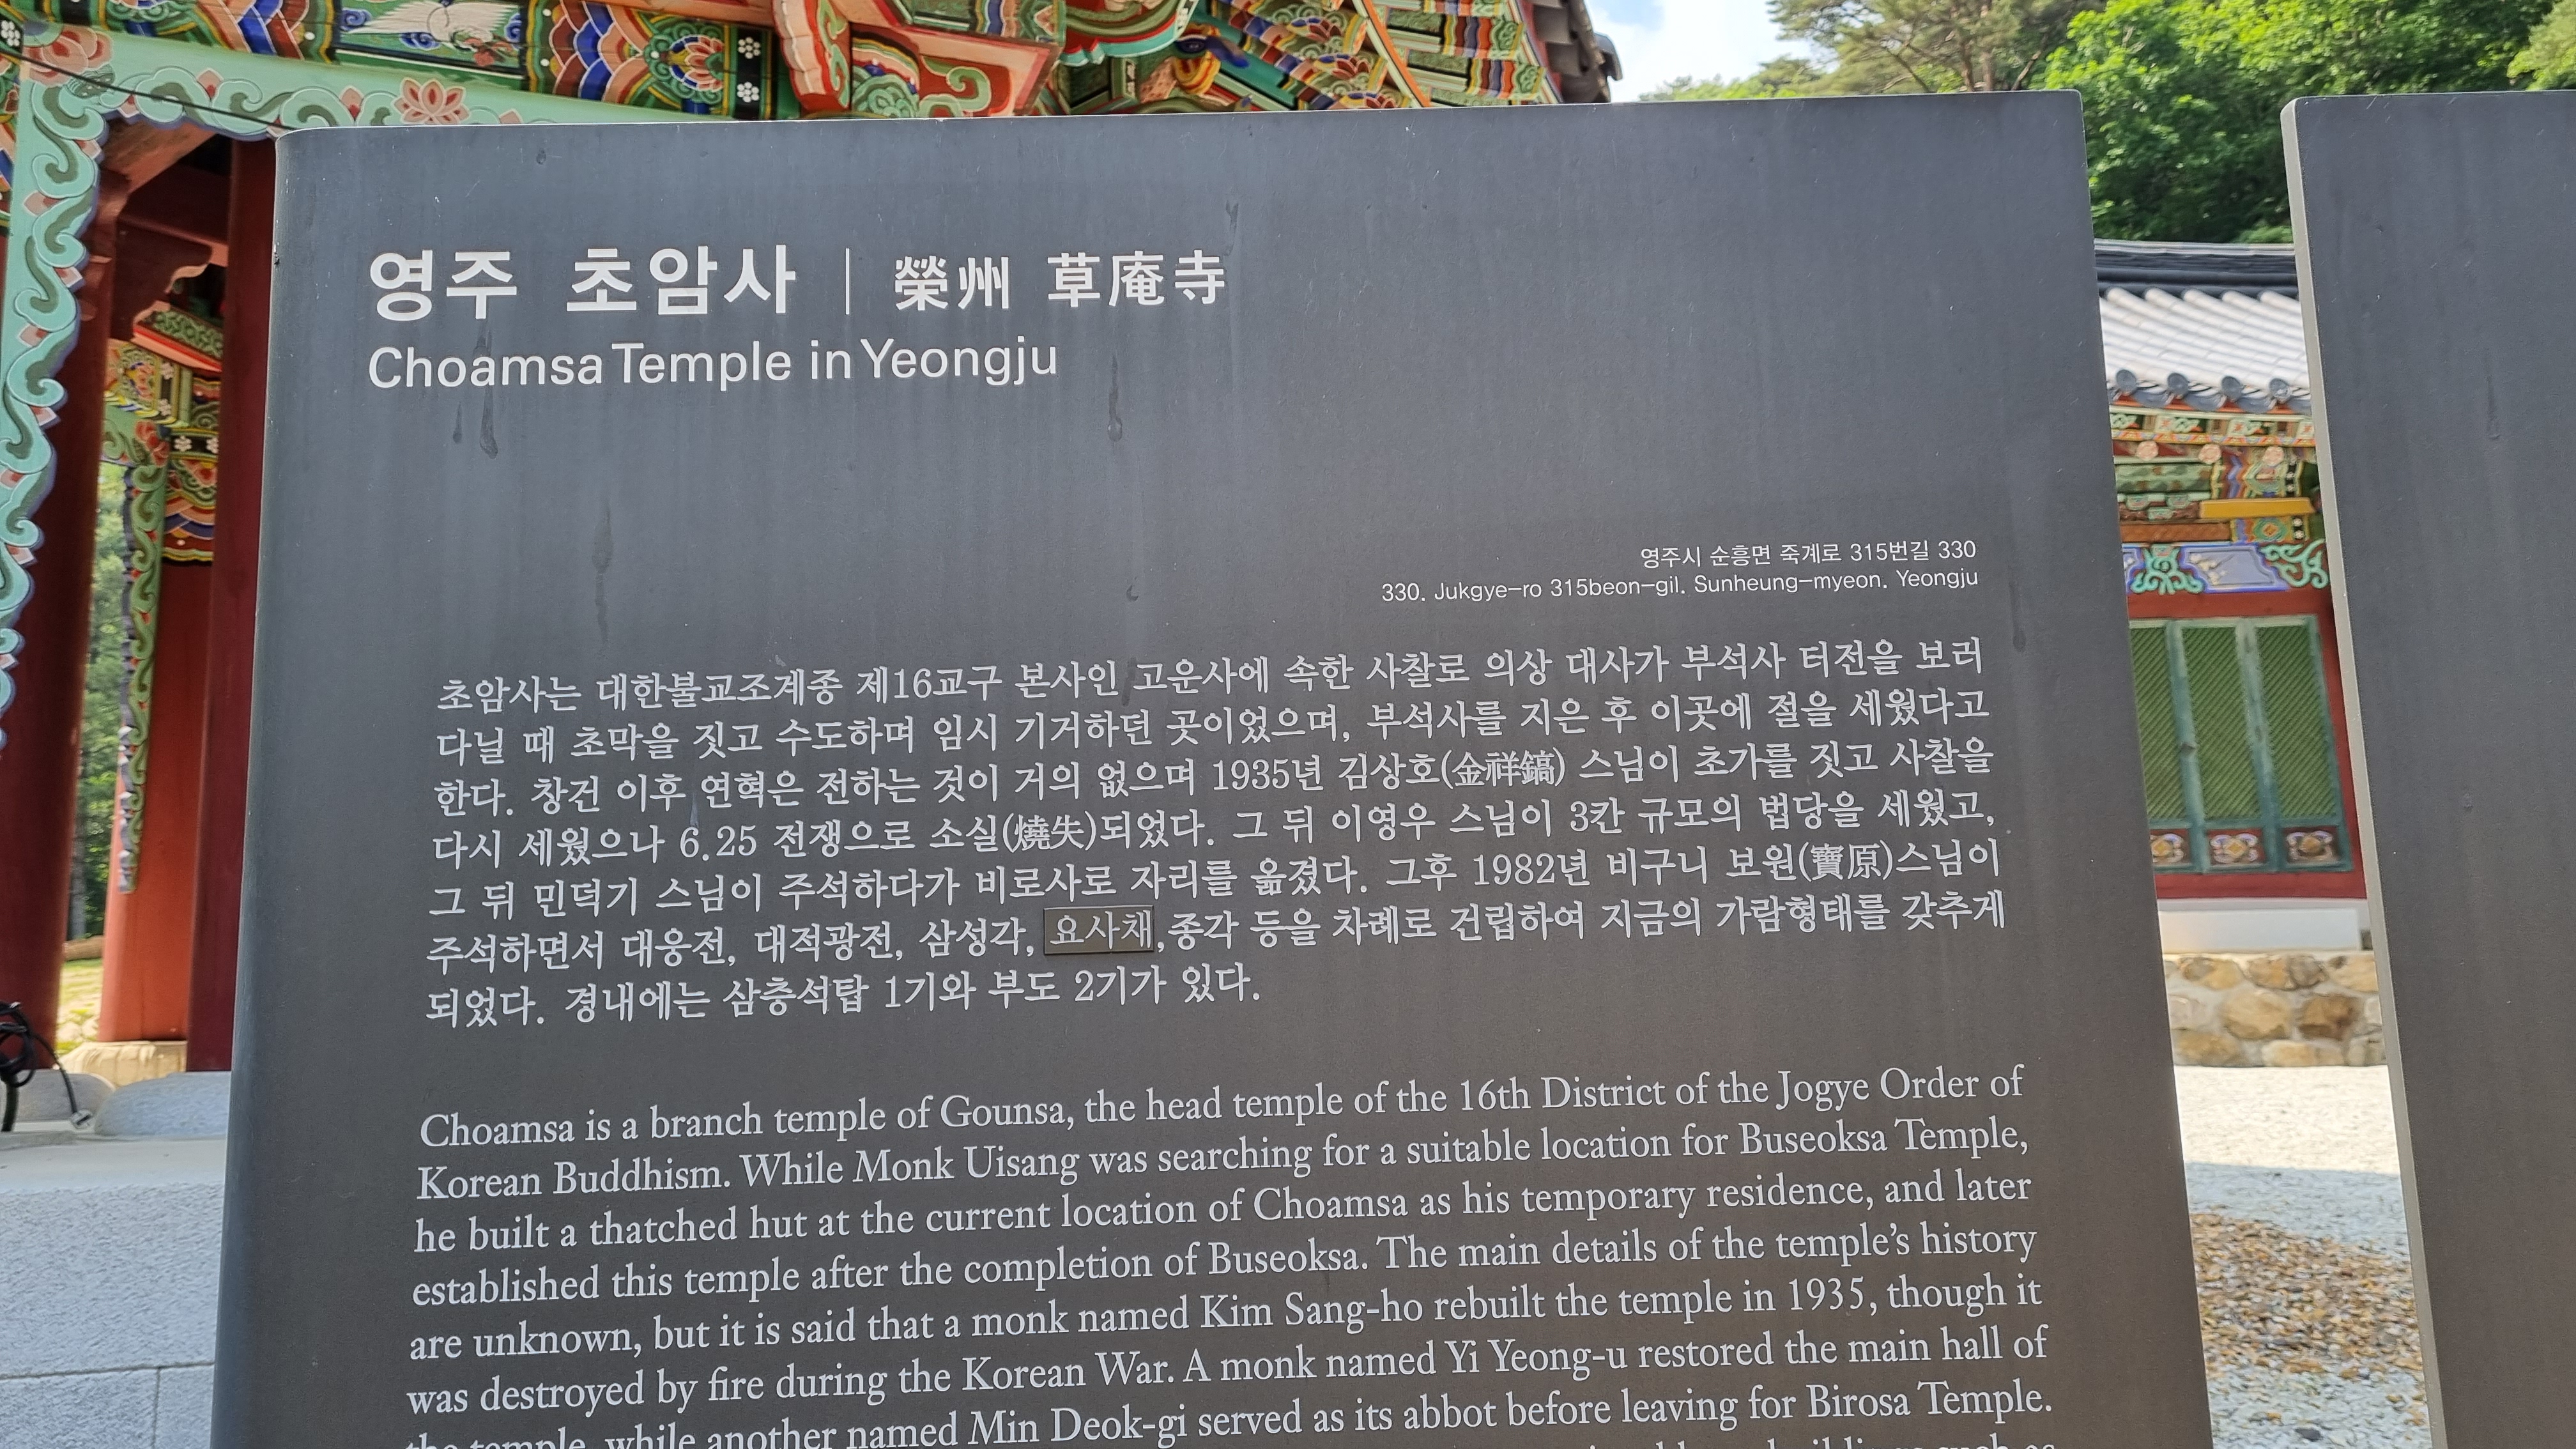 영주 초암사 | 榮州 草庵寺
Choamsa Temple in Yeongju
영주시 순흥면 죽계로 315번길 330
330. Jukgye-ro 315beon-gil. Sunheung-myeon. Yeongju
초암사는 대한불교조계종 제16교구 본사인 고운사에 속한 사찰로 의상 대사가 부석사 터전을 보러
다닐 때 초막을 짓고 수도하며 임시 기거하던 곳이었으며, 부석사를 지은 후 이곳에 절을 세웠다고
한다. 창건 이후 연혁은 전하는 것이 거의 없으며 1935년 김상호(金祥鎬) 스님이 초가를 짓고 사찰을
다시 세웠으나 6.25 전쟁으로 소실(燒失)되었다. 그 뒤 이영우 스님이 3칸 규모의 법당을 세웠고,
그 뒤 민덕기 스님이 주석하다가 비로사로 자리를 옮겼다. 그후 1982년 비구니 보원(寶原)스님이
주석하면서 대웅전, 대적광전, 삼성각, 요사채,종각 등을 차례로 건립하여 지금의 가람형태를 갖추게
되었다. 경내에는 삼층석탑 1기와 부도 2기가 있다.
Choamsa is a branch temple of Gounsa, the head temple of the 16th District of the Jogye Order of
Korean Buddhism. While Monk Uisang was searching for a suitable location for Buseoksa Temple,
he built a thatched hut at the current location of Choamsa as his temporary residence, and later
established this temple after the completion of Buseoksa. The main details of the temple's history
are unknown, but it is said that a monk named Kim Sang-ho rebuilt the temple in 1935, though it
was destroyed by fire during the Korean War. A monk named Yi Yeong-u restored the main hall of
the temple, while another named Min Deok-gi served as its abbot before leaving for Birosa Temple.
such as